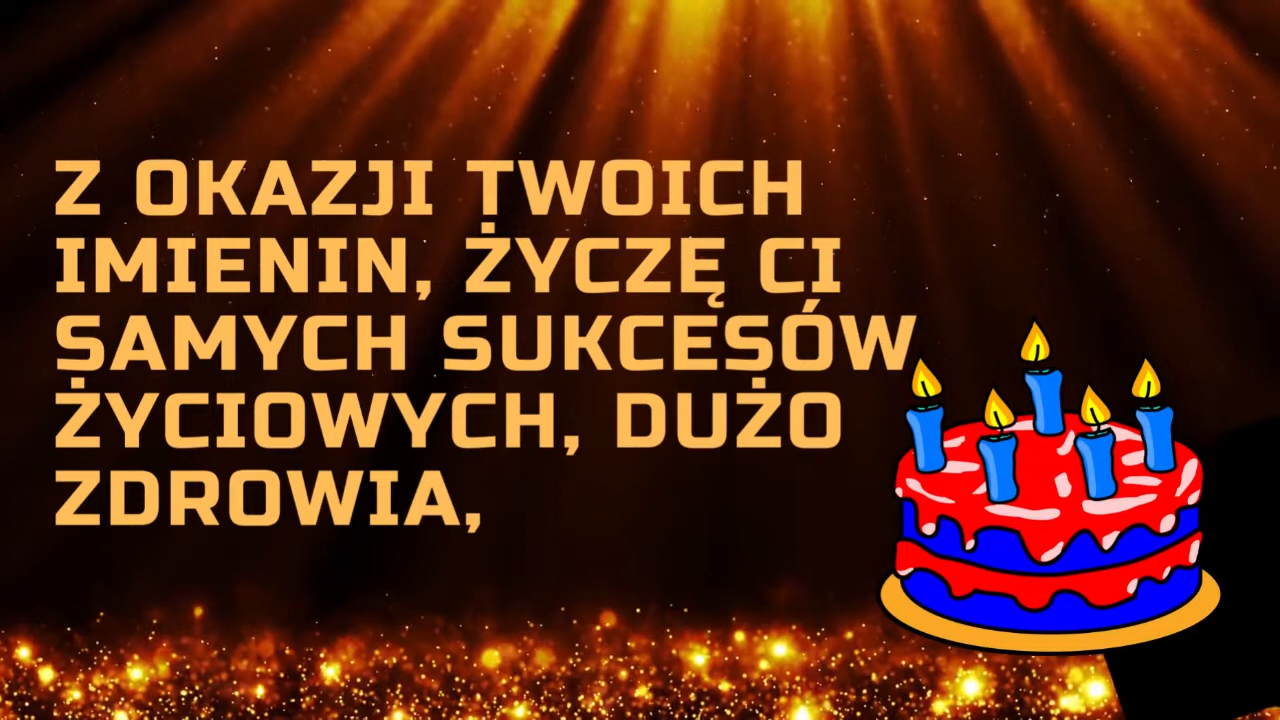 Z OKAZJI TWOICH
IMIENIN, ŻYCZĘ CI
SAMYCH SUKCESÓW
ŻYCIOWYCH, DUŻO
ZDROWIA,